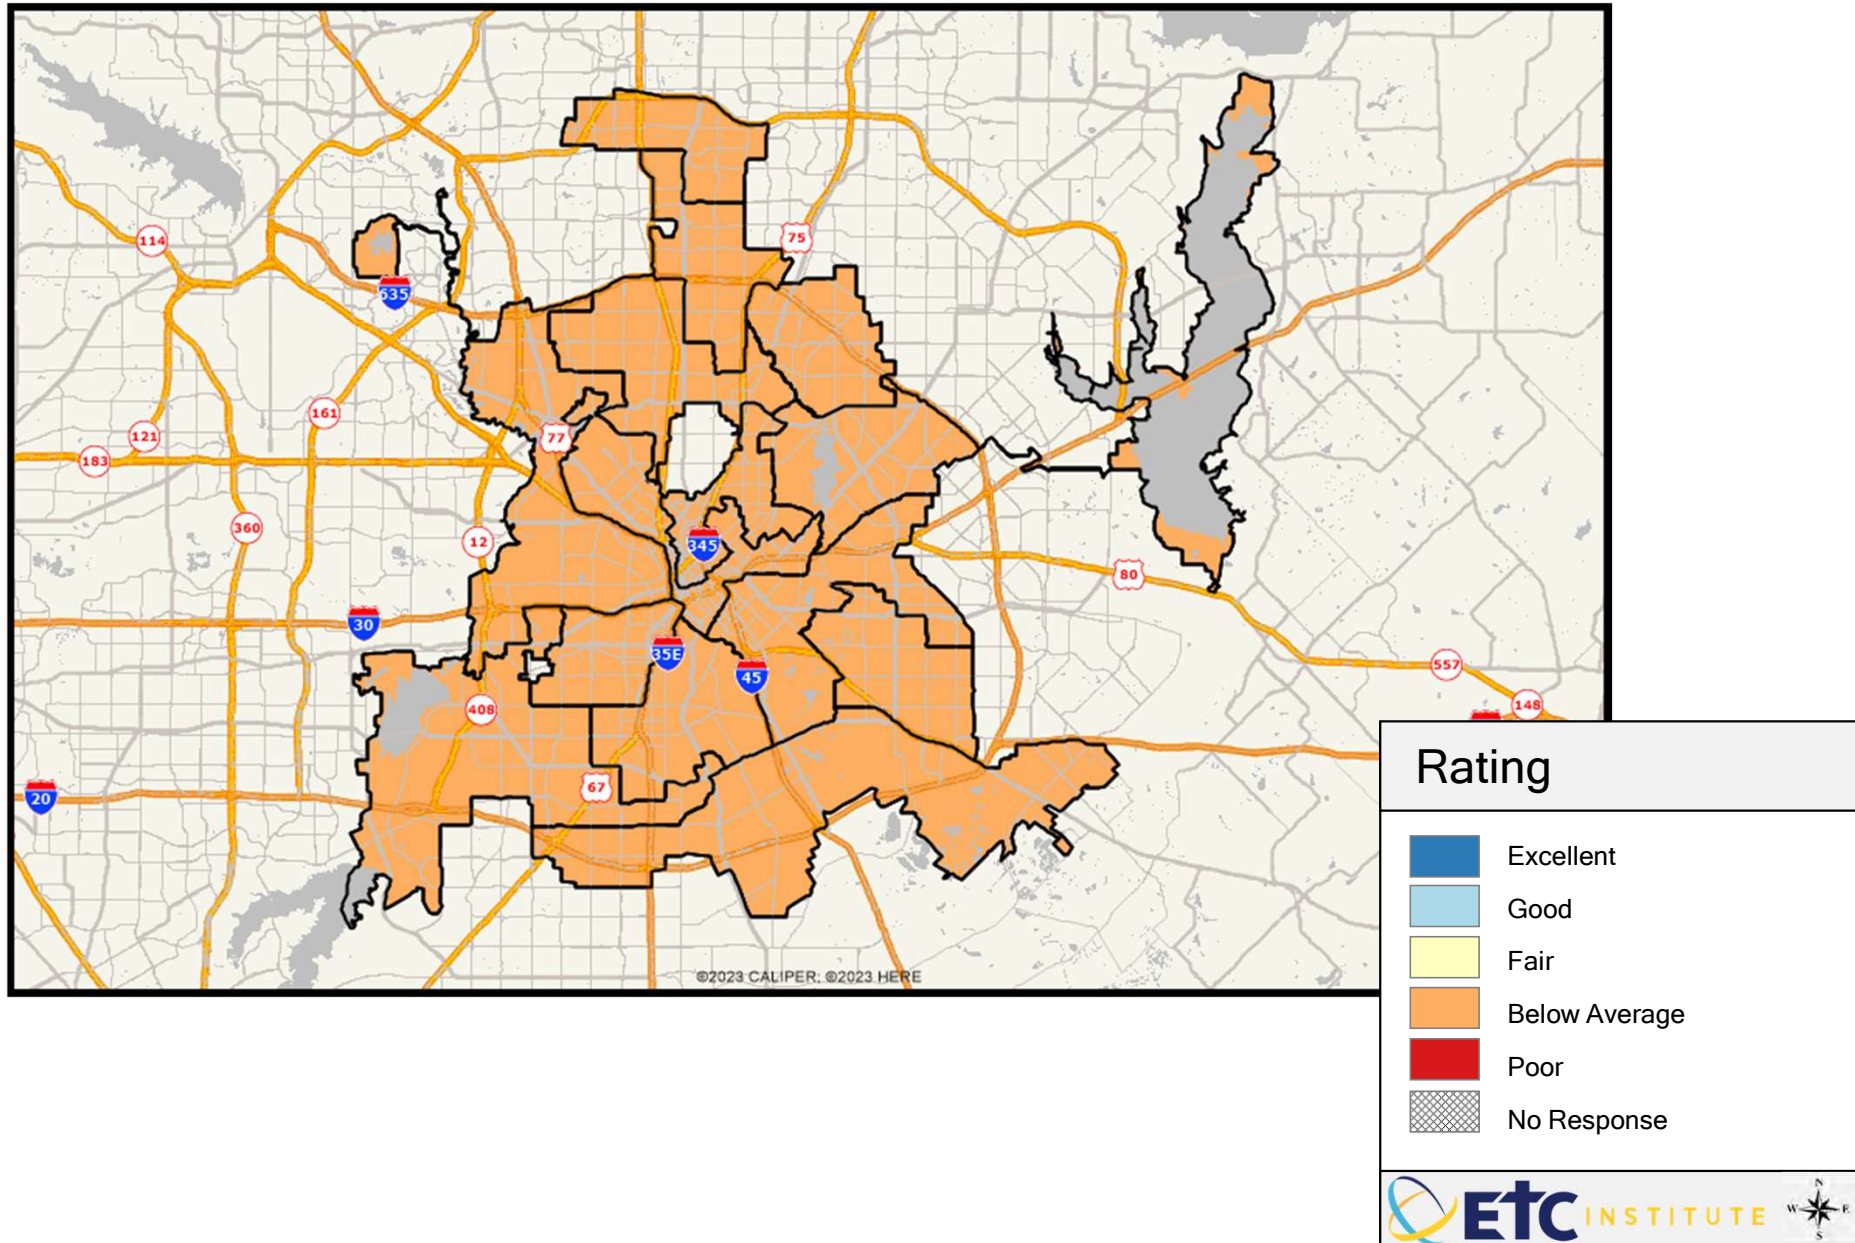 75
114
635
161
121
77
183
360
12
345
80
30
35E
45
557
408
148
67
20
©2023 CALIPER; ©2023 HERE
Rating
Excellent
Good
Fair
Below Average
Poor
No Response
ETC INSTITUTE
N
W E
S